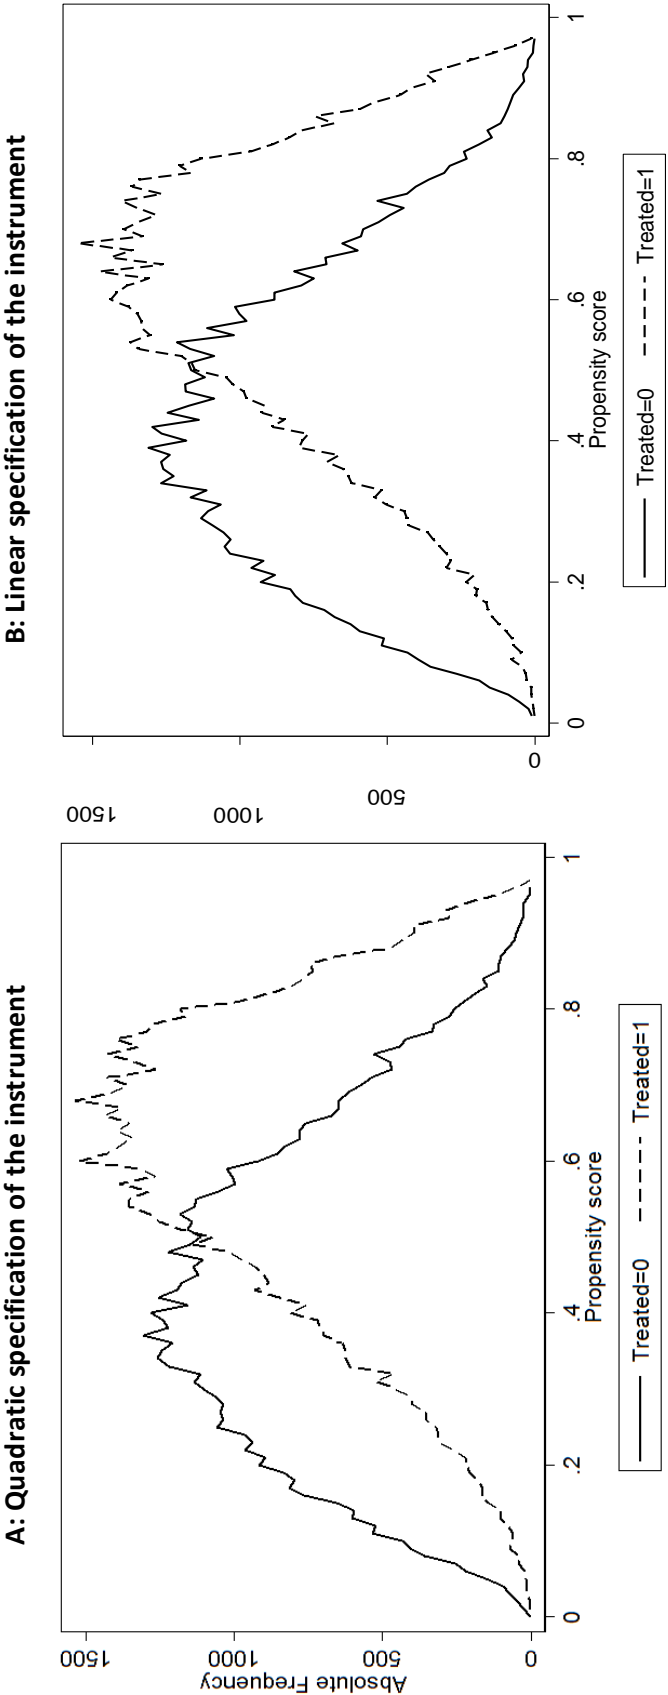 A: Quadratic specification of the instrument
Absolute Frequency
1500
1000
500
0
0 .2 .4 .6 .8 1
Propensity score
Treated=0 Treated=1
B: Linear specification of the instrument
1500
1000
500
0
0 .2 .4 .6 .8 1
Propensity score
Treated=0 Treated=1